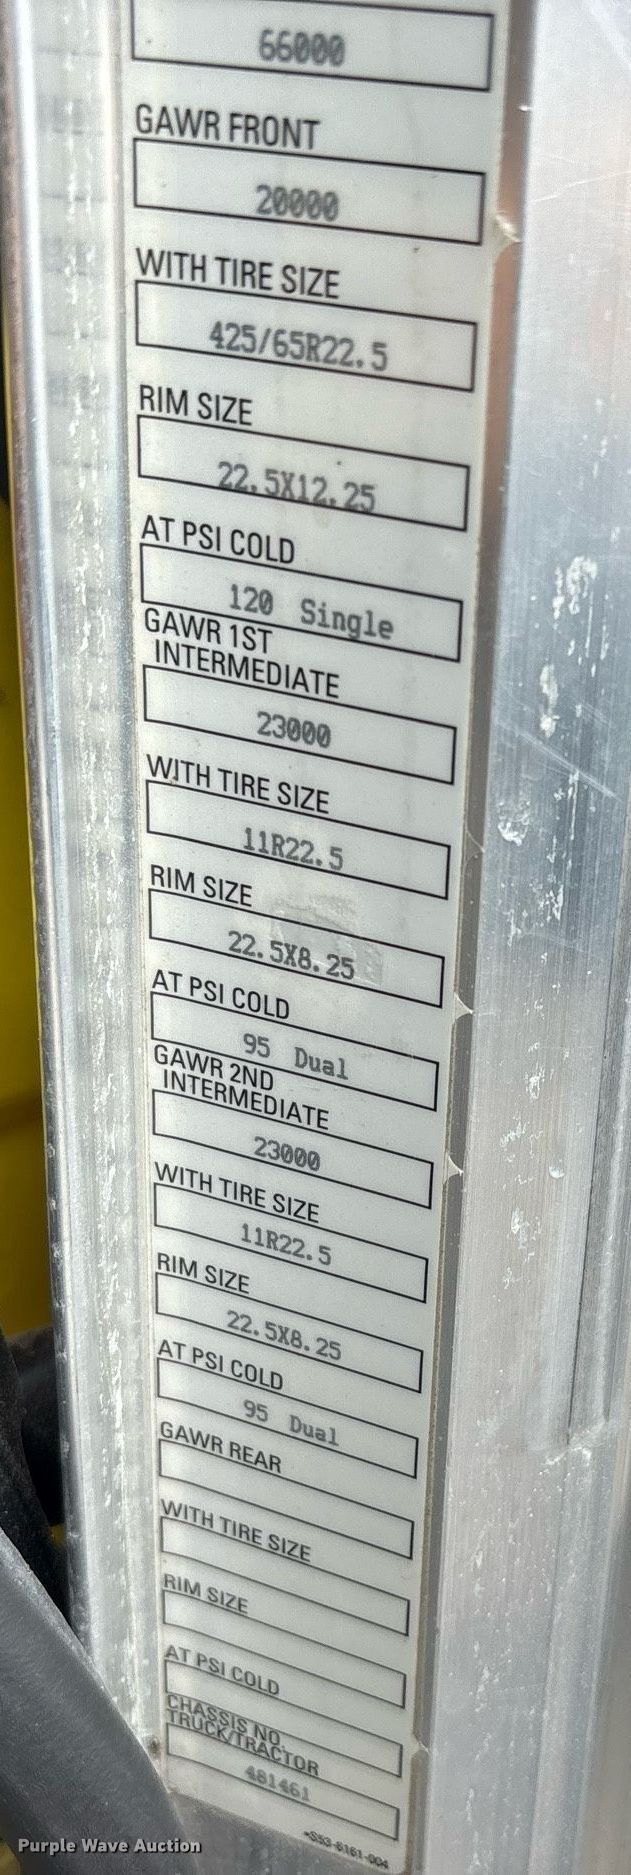 66000
GAWR FRONT
20000
WITH TIRE SIZE
425/65R22.5
RIM SIZE
22.5X12.25
AT PSI COLD
120 Single
GAWR 1ST
INTERMEDIATE
23000
WITH TIRE SIZE
11R22.5
RIM SIZE
22.5X8.25
AT PSI COLD
95 Dual
GAWR 2ND
INTERMEDIATE
23000
WITH TIRE SIZE
11R22.5
RIM SIZE
22.5X8.25
AT PSI COLD
95 Dual
GAWR REAR
WITH TIRE SIZE
RIM SIZE
AT PSI COLD
CHASSIS NO.
TRUCK/TRACTOR
481461
*S53-6161-004
Purple Wave Auction